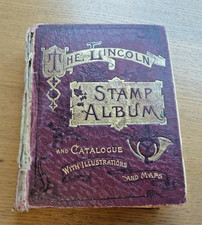 The Lincoln
Stamp
Album
and Catalogue
With Illustrations
and Maps